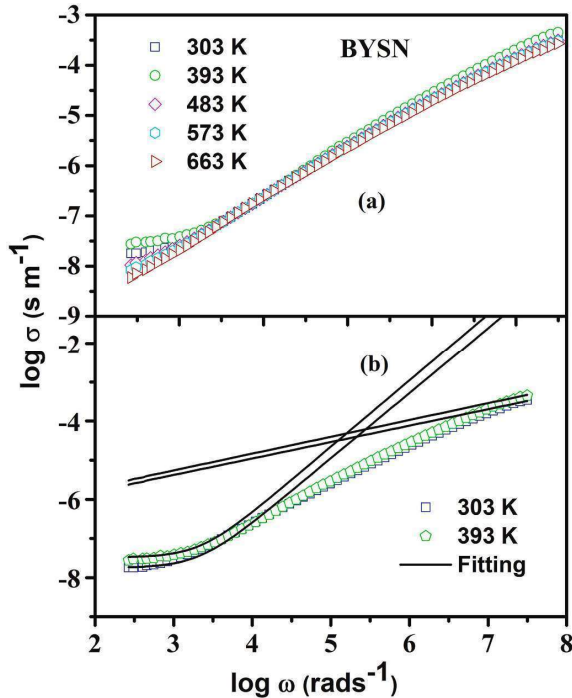 -3
-4
-5
-6
-7
-8
-9
BYSN
303 K
393 K
483 K
573 K
663 K
(a)
log σ (s m⁻¹)
-2
-4
-6
-8
(b)
303 K
393 K
Fitting
2 3 4 5 6 7 8
log ω (rads⁻¹)